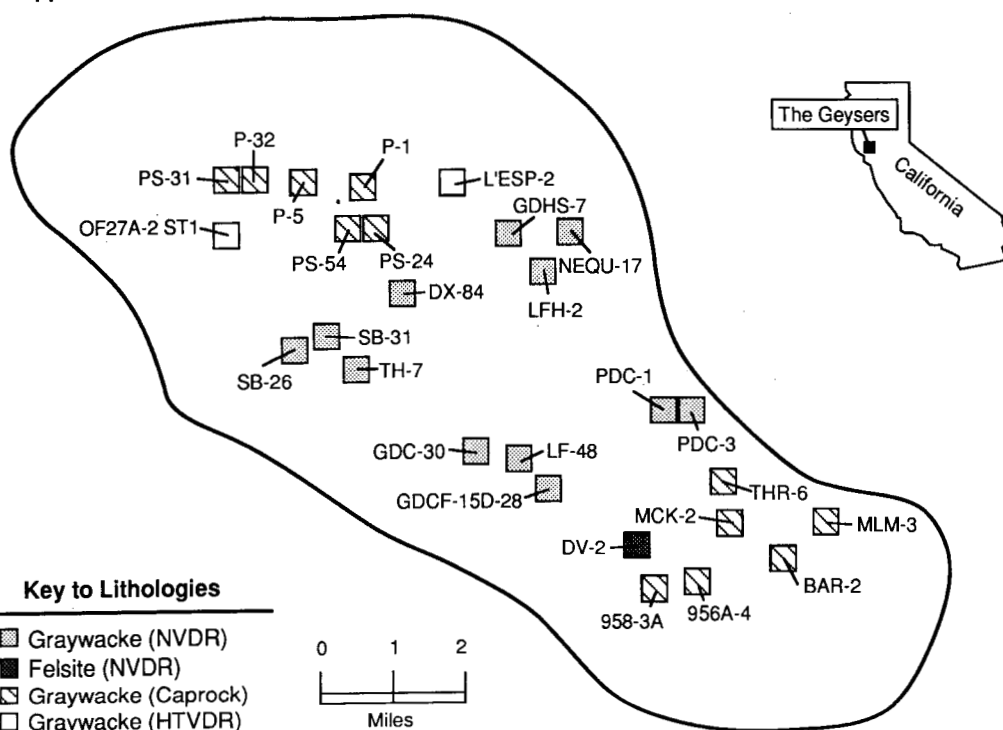 P-32
P-1
PS-31
L'ESP-2
The Geysers
California
P-5
GDHS-7
OF27A-2 ST1
PS-54
PS-24
NEQU-17
DX-84
LFH-2
SB-31
SB-26
TH-7
PDC-1
PDC-3
GDC-30
LF-48
GDCF-15D-28
THR-6
MCK-2
MLM-3
DV-2
BAR-2
958-3A
956A-4
Key to Lithologies
Graywacke (NVDR)
Felsite (NVDR)
Graywacke (Caprock)
Graywacke (HTVDR)
0 1 2
Miles